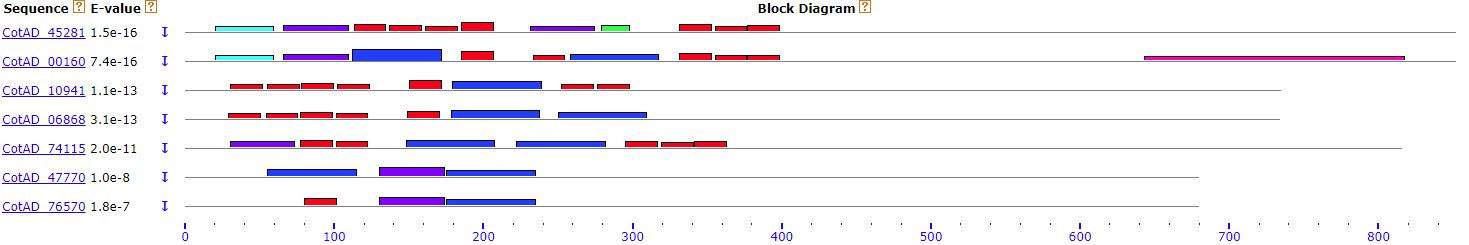 Sequence ? E-value ? Block Diagram ?
CotAD_45281 1.5e-16
CotAD_00160 7.4e-16
CotAD_10941 1.1e-13
CotAD_06868 3.1e-13
CotAD_74115 2.0e-11
CotAD_47770 1.0e-8
CotAD_76570 1.8e-7
0 100 200 300 400 500 600 700 800